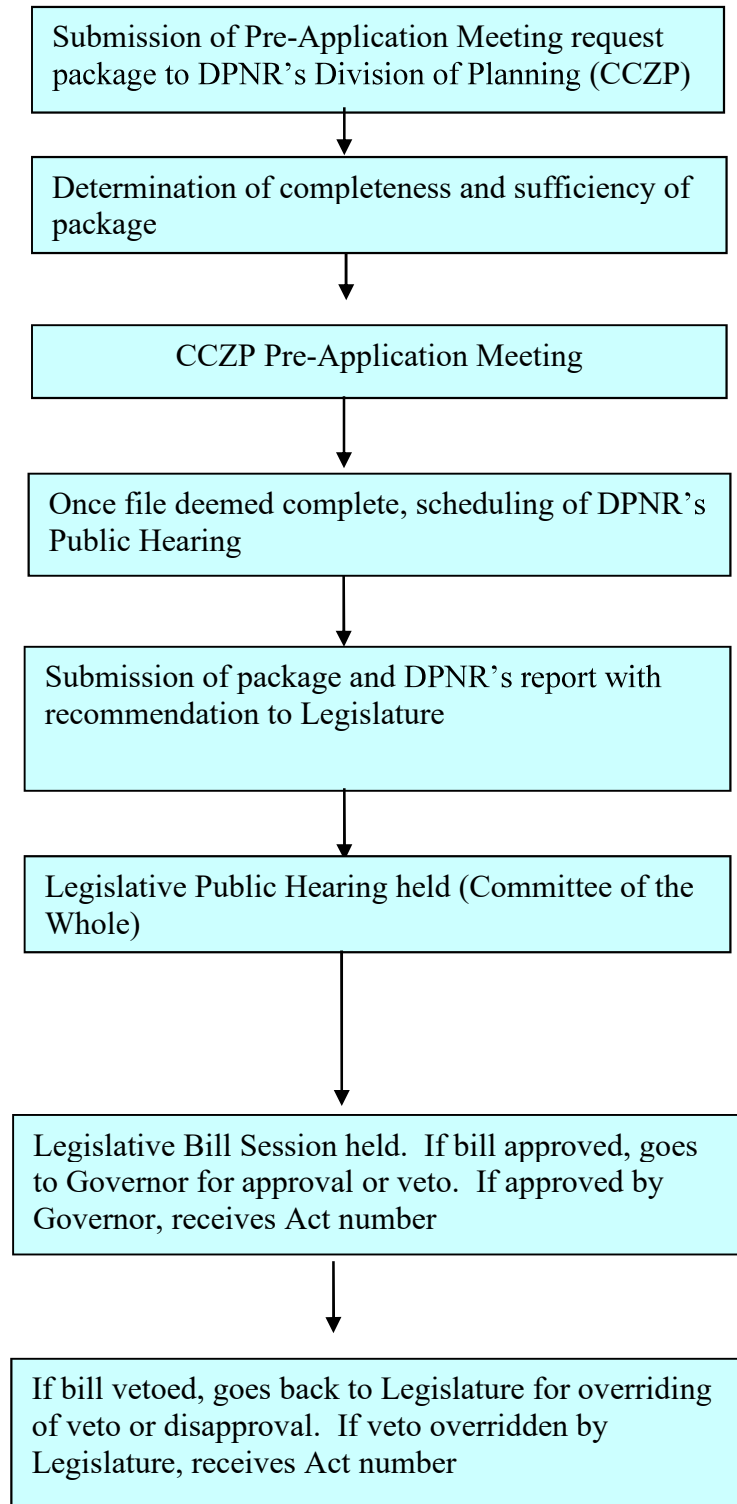 Submission of Pre-Application Meeting request
package to DPNR’s Division of Planning (CCZP)
Determination of completeness and sufficiency of
package
CCZP Pre-Application Meeting
Once file deemed complete, scheduling of DPNR’s
Public Hearing
Submission of package and DPNR’s report with
recommendation to Legislature
Legislative Public Hearing held (Committee of the
Whole)
Legislative Bill Session held.  If bill approved, goes
to Governor for approval or veto.  If approved by
Governor, receives Act number
If bill vetoed, goes back to Legislature for overriding
of veto or disapproval.  If veto overridden by
Legislature, receives Act number